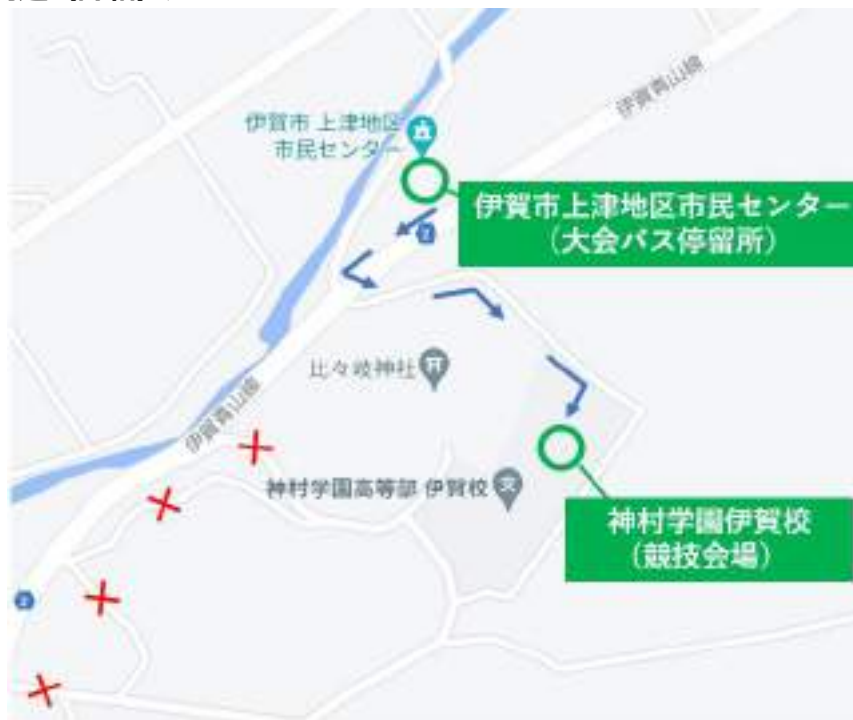 伊賀青山線
伊賀市 上津地区
市民センター
伊賀市上津地区市民センター
（大会バス停留所）
比々岐神社
伊賀青山線
神村学園高等部 伊賀校
神村学園伊賀校
（競技会場）